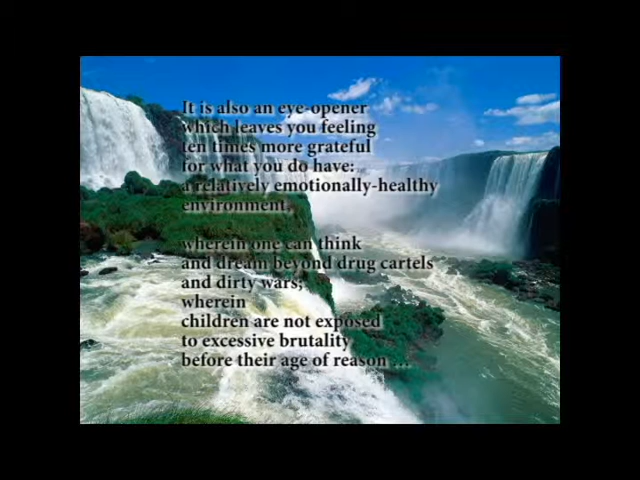 It is also an eye-opener
which leaves you feeling
ten times more grateful
for what you do have:
a relatively emotionally-healthy
environment,
wherein one can think
and dream beyond drug cartels
and dirty wars;
wherein
children are not exposed
to excessive brutality
before their age of reason ...